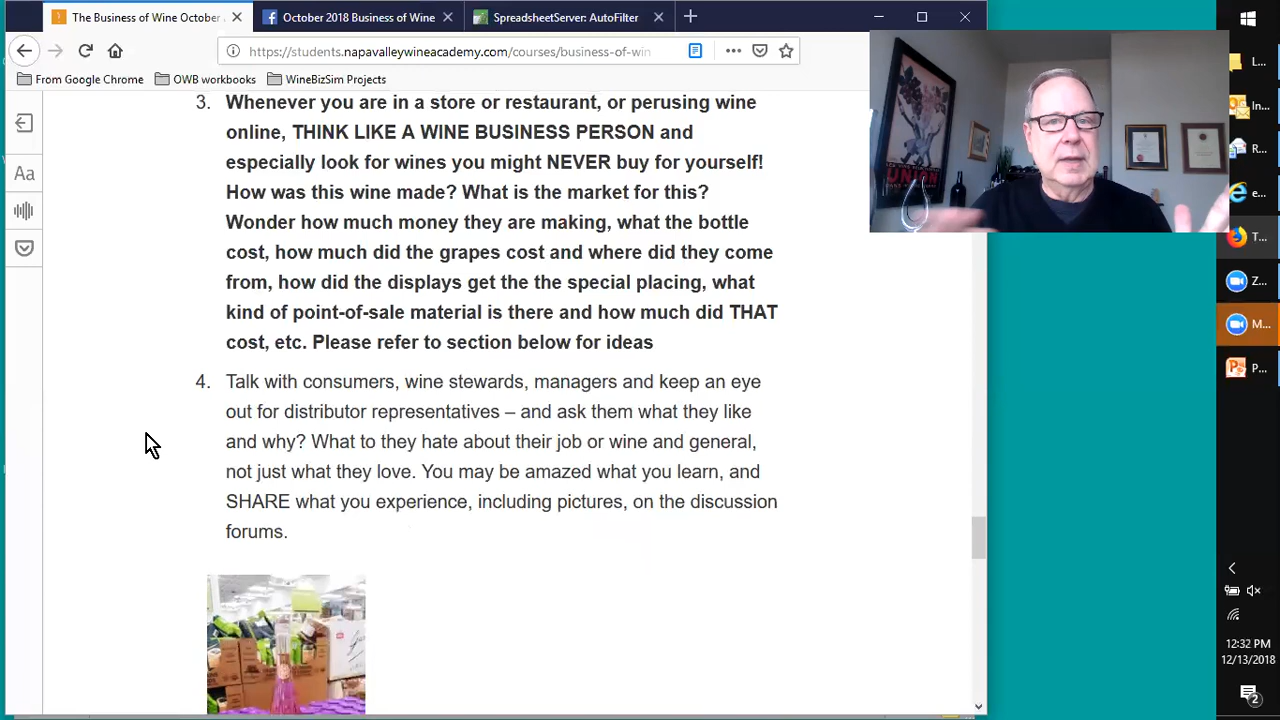 The Business of Wine October
October 2018 Business of Wine
SpreadsheetServer: AutoFilter
https://students.napavalleywineacademy.com/courses/business-of-win
From Google Chrome
OWB workbooks
WineBizSim Projects
3. Whenever you are in a store or restaurant, or perusing wine
online, THINK LIKE A WINE BUSINESS PERSON and
especially look for wines you might NEVER buy for yourself!
How was this wine made? What is the market for this?
Wonder how much money they are making, what the bottle
cost, how much did the grapes cost and where did they come
from, how did the displays get the the special placing, what
kind of point-of-sale material is there and how much did THAT
cost, etc. Please refer to section below for ideas
4. Talk with consumers, wine stewards, managers and keep an eye
out for distributor representatives – and ask them what they like
and why? What to they hate about their job or wine and general,
not just what they love. You may be amazed what you learn, and
SHARE what you experience, including pictures, on the discussion
forums.
Aa
UNION
L...
In...
R...
e...
T...
Z...
M...
P...
12:32 PM
12/13/2018
2